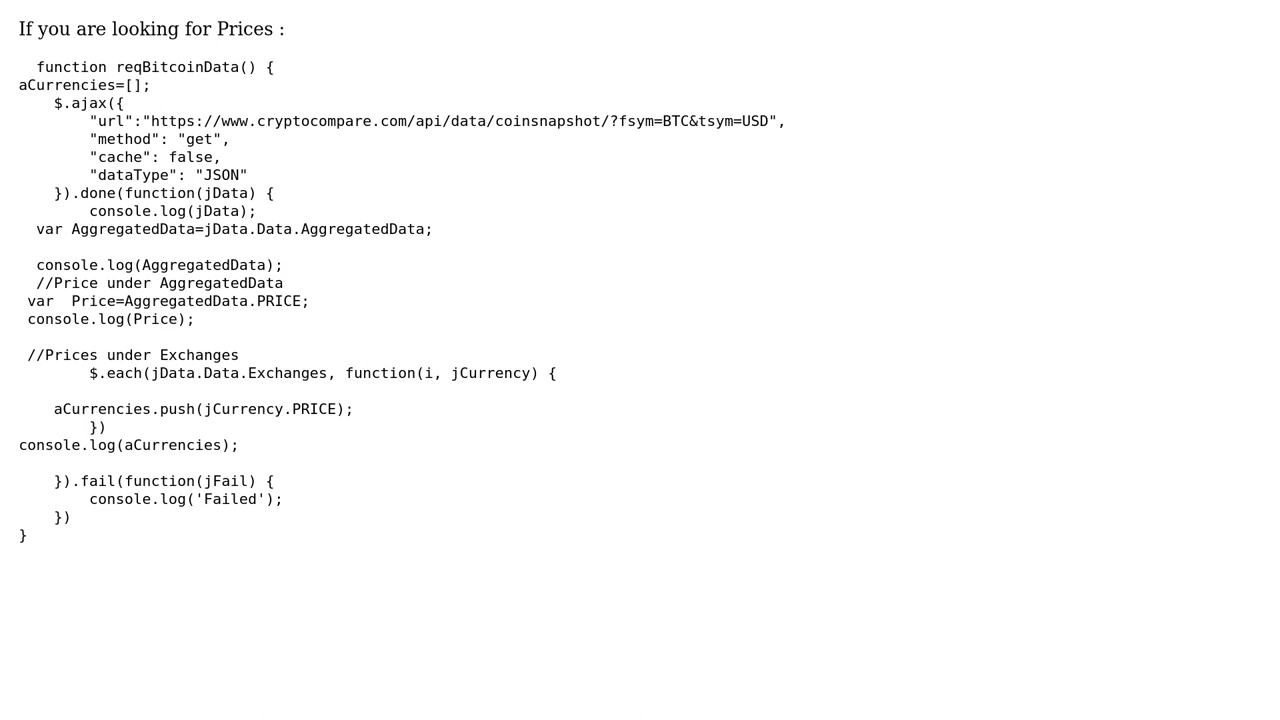 If you are looking for Prices :
  function reqBitcoinData() {
aCurrencies=[];
    $.ajax({
        "url":"https://www.cryptocompare.com/api/data/coinsnapshot/?fsym=BTC&tsym=USD",
        "method": "get",
        "cache": false,
        "dataType": "JSON"
    }).done(function(jData) {
        console.log(jData);
  var AggregatedData=jData.Data.AggregatedData;

  console.log(AggregatedData);
  //Price under AggregatedData
 var  Price=AggregatedData.PRICE;
 console.log(Price);

 //Prices under Exchanges
        $.each(jData.Data.Exchanges, function(i, jCurrency) {

    aCurrencies.push(jCurrency.PRICE);
        })
console.log(aCurrencies);

    }).fail(function(jFail) {
        console.log('Failed');
    })
}